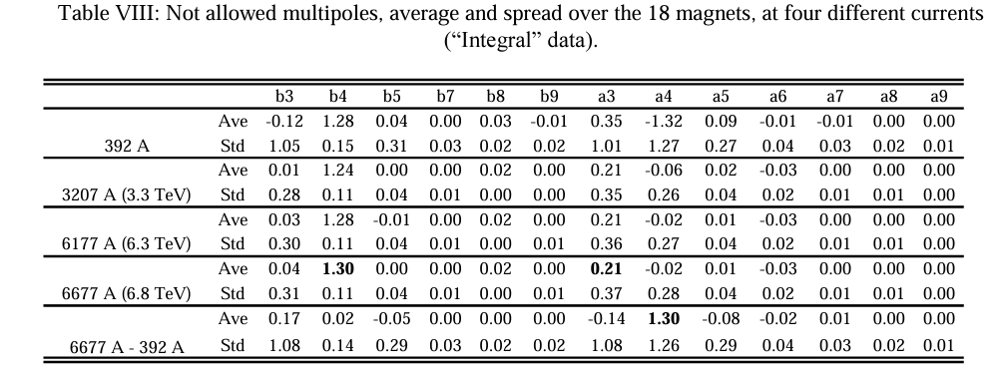 Table VIII: Not allowed multipoles, average and spread over the 18 magnets, at four different currents
(“Integral” data).
b3 b4 b5 b7 b8 b9 a3 a4 a5 a6 a7 a8 a9
Ave -0.12 1.28 0.04 0.00 0.03 -0.01 0.35 -1.32 0.09 -0.01 -0.01 0.00 0.00
392 A Std 1.05 0.15 0.31 0.03 0.02 0.02 1.01 1.27 0.27 0.04 0.03 0.02 0.01
Ave 0.01 1.24 0.00 0.00 0.02 0.00 0.21 -0.06 0.02 -0.03 0.00 0.00 0.00
3207 A (3.3 TeV) Std 0.28 0.11 0.04 0.01 0.00 0.00 0.35 0.26 0.04 0.02 0.01 0.01 0.00
Ave 0.03 1.28 -0.01 0.00 0.02 0.00 0.21 -0.02 0.01 -0.03 0.00 0.00 0.00
6177 A (6.3 TeV) Std 0.30 0.11 0.04 0.01 0.00 0.01 0.36 0.27 0.04 0.02 0.01 0.01 0.00
Ave 0.04 1.30 0.00 0.00 0.02 0.00 0.21 -0.02 0.01 -0.03 0.00 0.00 0.00
6677 A (6.8 TeV) Std 0.31 0.11 0.04 0.01 0.00 0.01 0.37 0.28 0.04 0.02 0.01 0.01 0.00
Ave 0.17 0.02 -0.05 0.00 0.00 0.00 -0.14 1.30 -0.08 -0.02 0.01 0.00 0.00
6677 A - 392 A Std 1.08 0.14 0.29 0.03 0.02 0.02 1.08 1.26 0.29 0.04 0.03 0.02 0.01